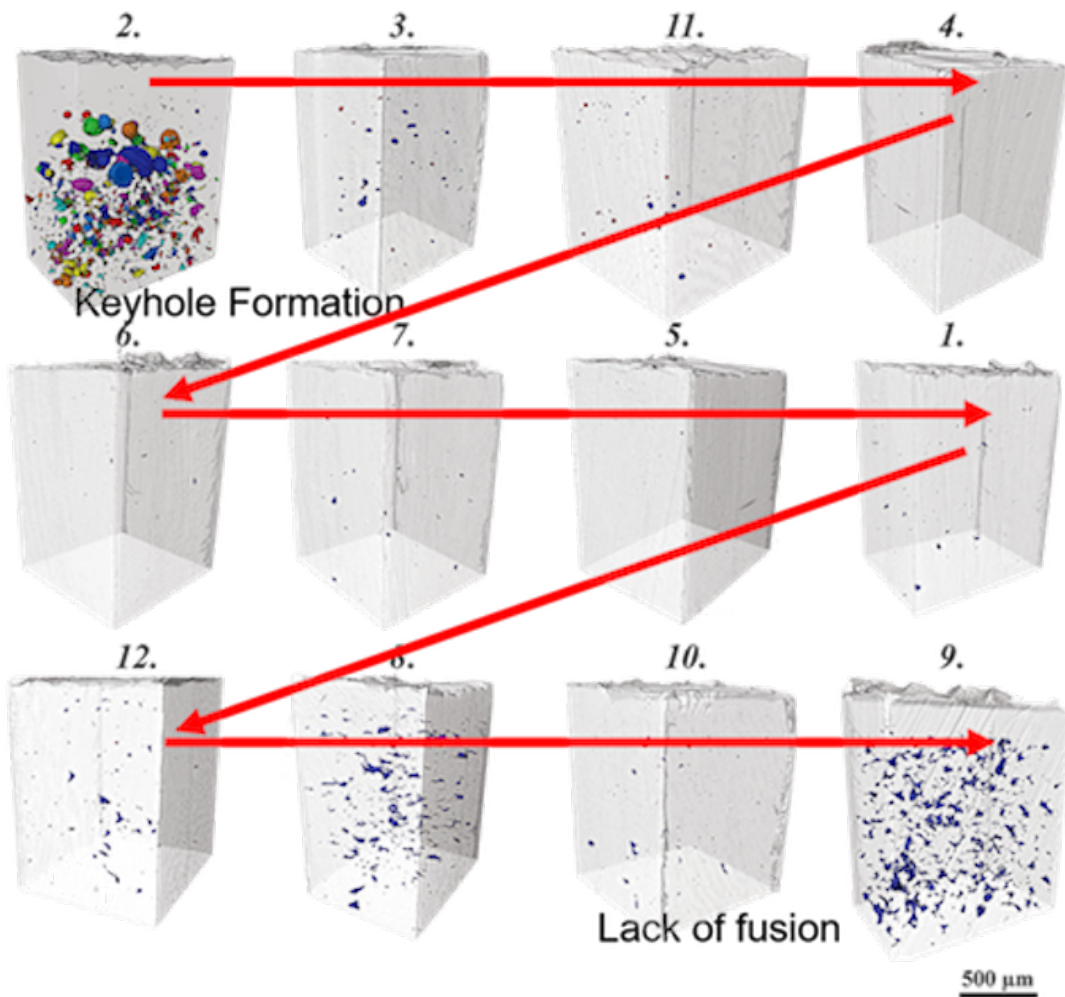 2. 3. 11. 4.
Keyhole Formation
6. 7. 5. 1.
12. 8. 10. 9.
Lack of fusion
500 µm